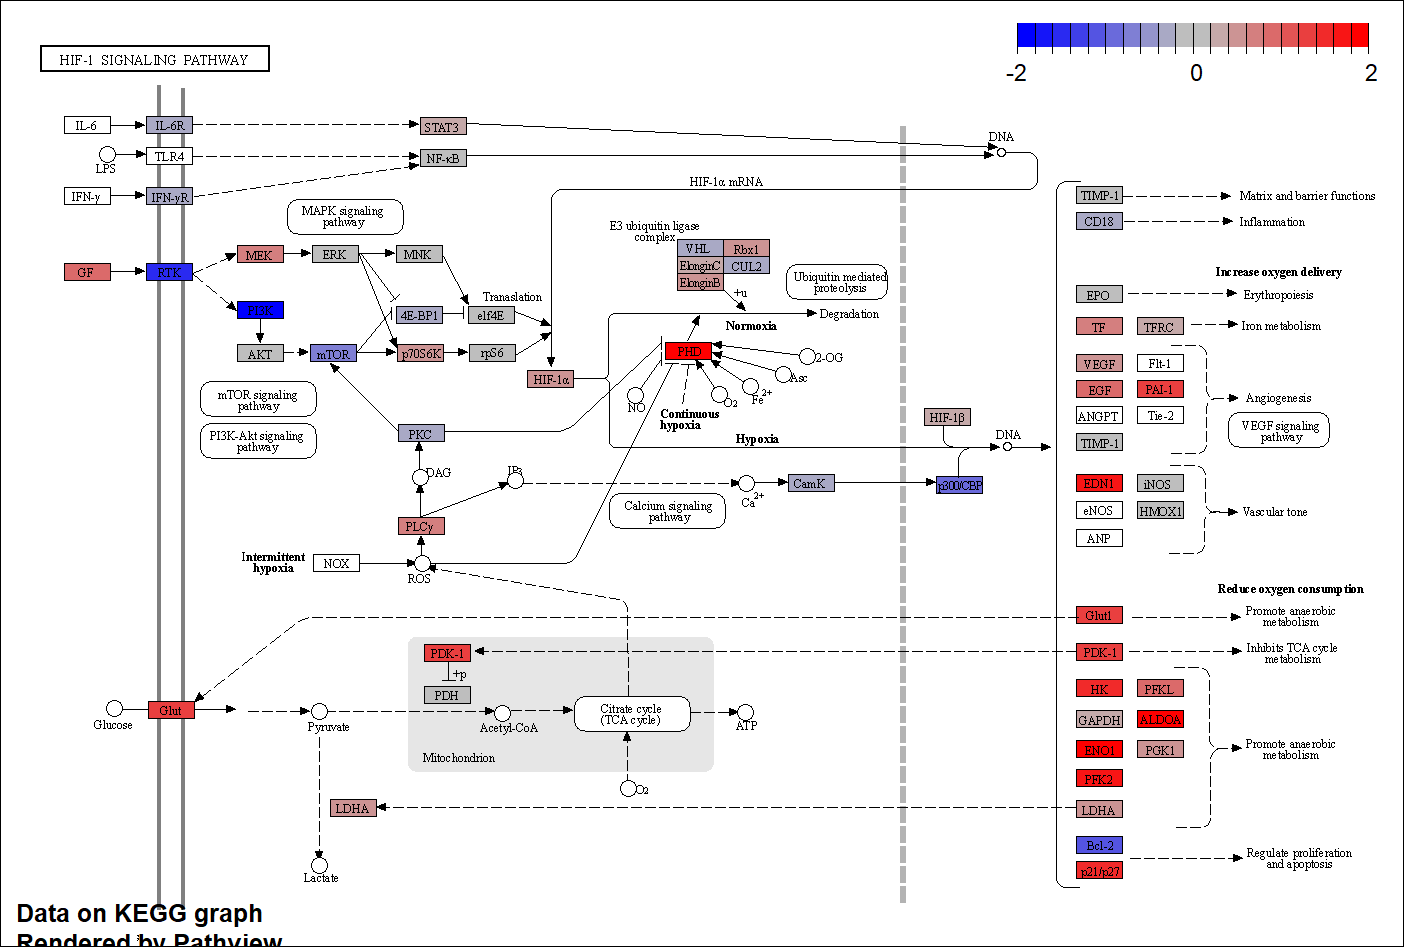 HIF-1 SIGNALING PATHWAY
-2
0
2
IL-6
IL-6R
STAT3
DNA
LPS
TLR4
NF-κB
IFN-γ
IFN-γR
HIF-1α mRNA
MAPK signaling
pathway
E3 ubiquitin ligase
complex
VHL
Rbx1
ElonginC
CUL2
ElonginB
+u
Ubiquitin mediated
proteolysis
GF
RTK
MEK
ERK
MNK
PI3K
4E-BP1
eIf4E
Translation
Degradation
Normoxia
AKT
mTOR
p70S6K
rpS6
HIF-1α
PHD
2-OG
Asc
Fe2+
O2
NO
Continuous
hypoxia
mTOR signaling
pathway
PI3K-Akt signaling
pathway
PKC
Hypoxia
HIF-1β
DNA
DAG
IP3
Ca2+
CamK
p300/CBP
Calcium signaling
pathway
PLCγ
Intermittent
hypoxia
NOX
ROS
TIMP-1
Matrix and barrier functions
CD18
Inflammation
Increase oxygen delivery
EPO
Erythropoiesis
TF
TFRC
Iron metabolism
VEGF
Flt-1
EGF
PAI-1
Angiogenesis
ANGPT
Tie-2
VEGF signaling
pathway
TIMP-1
EDN1
iNOS
eNOS
HMOX1
Vascular tone
ANP
Reduce oxygen consumption
Glut1
Promote anaerobic
metabolism
PDK-1
Inhibits TCA cycle
metabolism
HK
PFKL
GAPDH
ALDOA
ENO1
PGK1
Promote anaerobic
metabolism
PFK2
LDHA
Bcl-2
Regulate proliferation
and apoptosis
p21/p27
PDK-1
+p
PDH
Glucose
Glut
Pyruvate
Acetyl-CoA
Citrate cycle
(TCA cycle)
ATP
Mitochondrion
O2
LDHA
Lactate
Data on KEGG graph
Rendered by Pathview